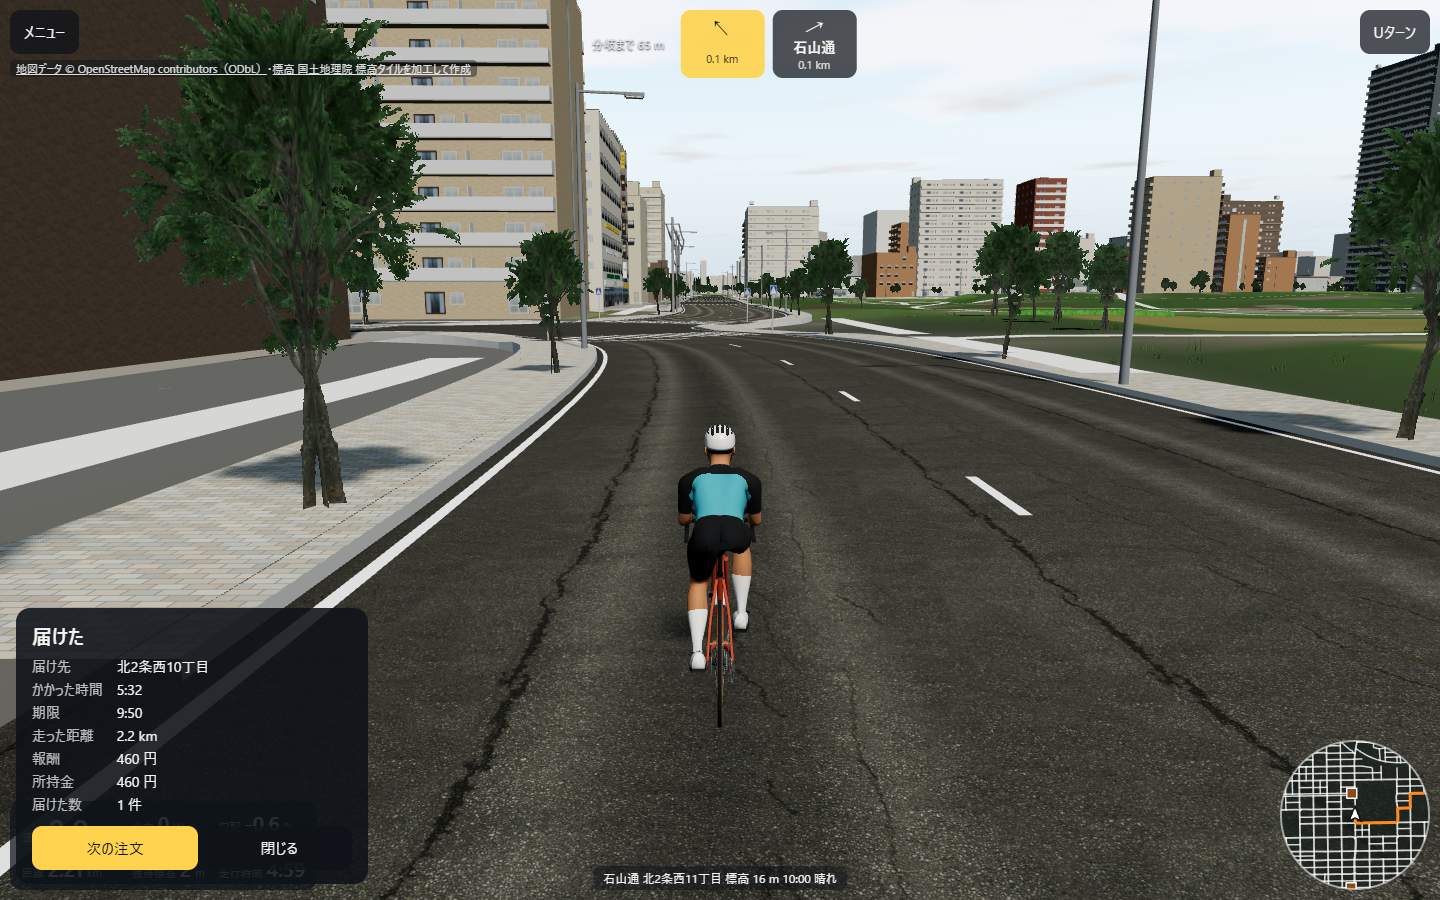 メニュー
地図データ © OpenStreetMap contributors（ODbL）・標高 国土地理院 標高タイルを加工して作成
分岐まで 65 m
0.1 km
石山通
0.1 km
Uターン
届けた
届け先 北2条西10丁目
かかった時間 5:32
期限 9:50
走った距離 2.2 km
報酬 460 円
所持金 460 円
届けた数 1 件
次の注文
閉じる
石山通 北2条西11丁目 標高 16 m 10:00 晴れ